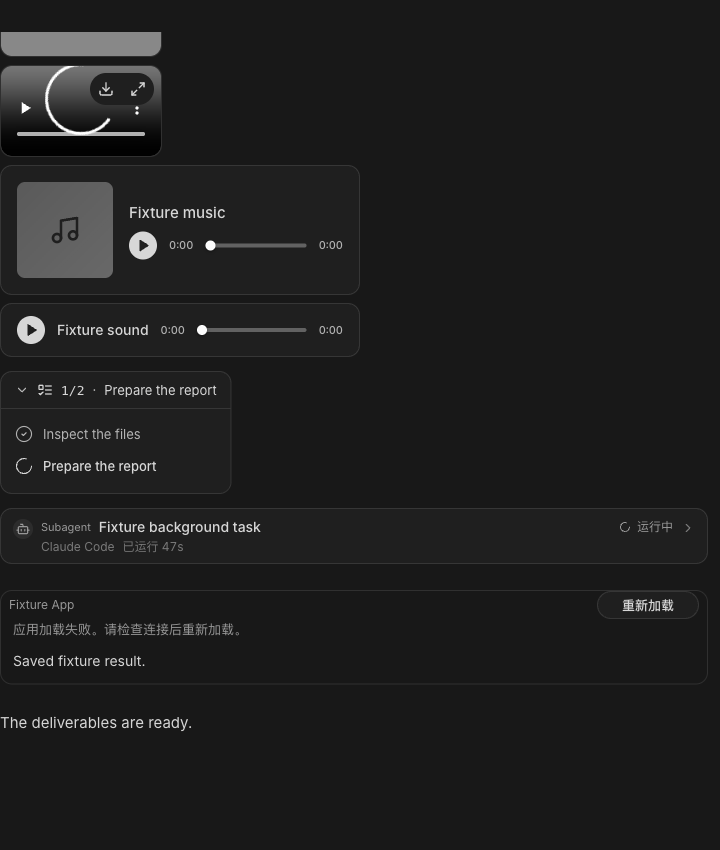 Fixture music
0:00 0:00
Fixture sound 0:00 0:00
1/2 · Prepare the report
Inspect the files
Prepare the report
Subagent Fixture background task 运行中
Claude Code 已运行 47s
Fixture App 重新加载
应用加载失败。请检查连接后重新加载。
Saved fixture result.
The deliverables are ready.